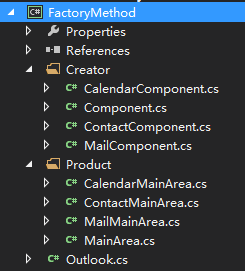 C# FactoryMethod
Properties
References
Creator
C# CalendarComponent.cs
C# Component.cs
C# ContactComponent.cs
C# MailComponent.cs
Product
C# CalendarMainArea.cs
C# ContactMainArea.cs
C# MailMainArea.cs
C# MainArea.cs
C# Outlook.cs